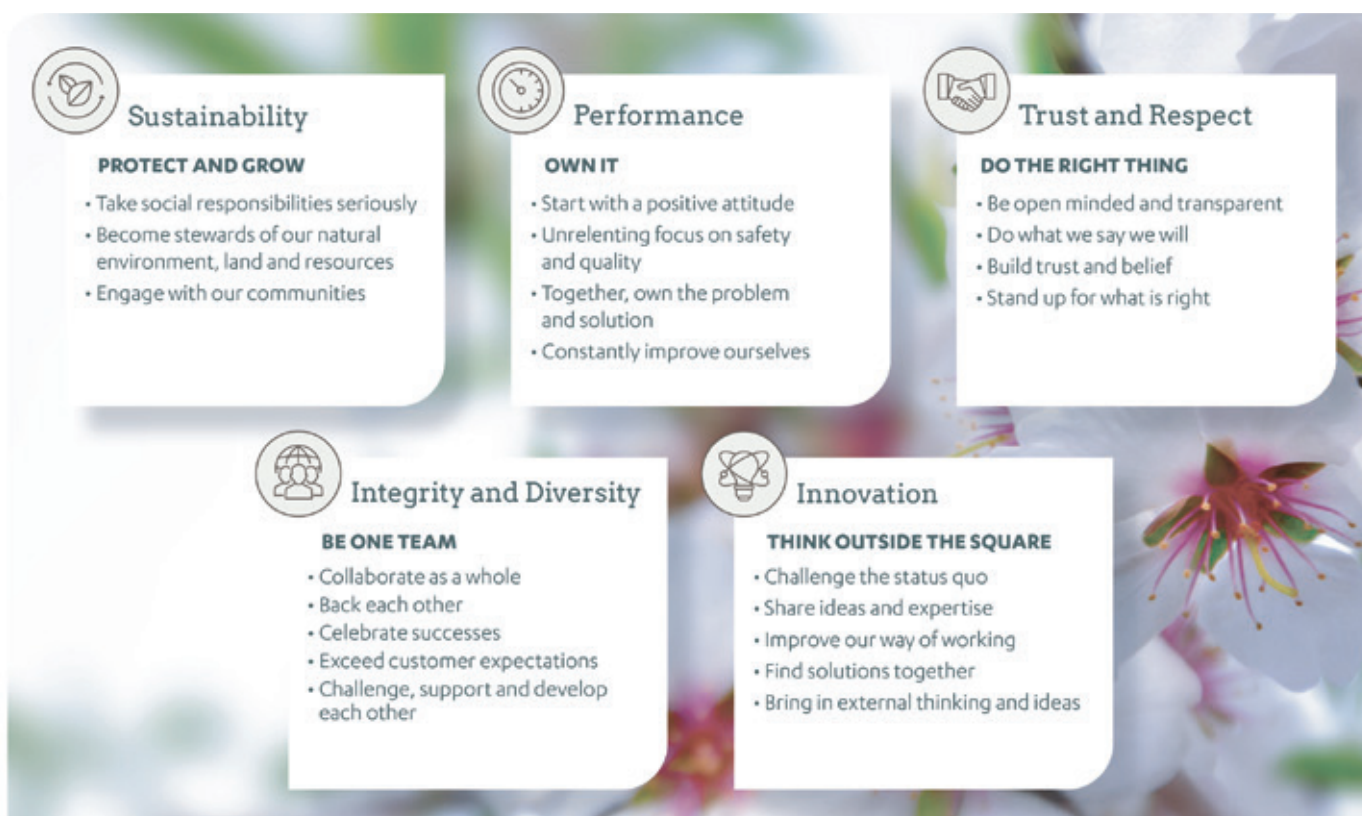 Sustainability
PROTECT AND GROW
• Take social responsibilities seriously
• Become stewards of our natural
environment, land and resources
• Engage with our communities
Performance
OWN IT
• Start with a positive attitude
• Unrelenting focus on safety
and quality
• Together, own the problem
and solution
• Constantly improve ourselves
Trust and Respect
DO THE RIGHT THING
• Be open minded and transparent
• Do what we say we will
• Build trust and belief
• Stand up for what is right
Integrity and Diversity
BE ONE TEAM
• Collaborate as a whole
• Back each other
• Celebrate successes
• Exceed customer expectations
• Challenge, support and develop
each other
Innovation
THINK OUTSIDE THE SQUARE
• Challenge the status quo
• Share ideas and expertise
• Improve our way of working
• Find solutions together
• Bring in external thinking and ideas